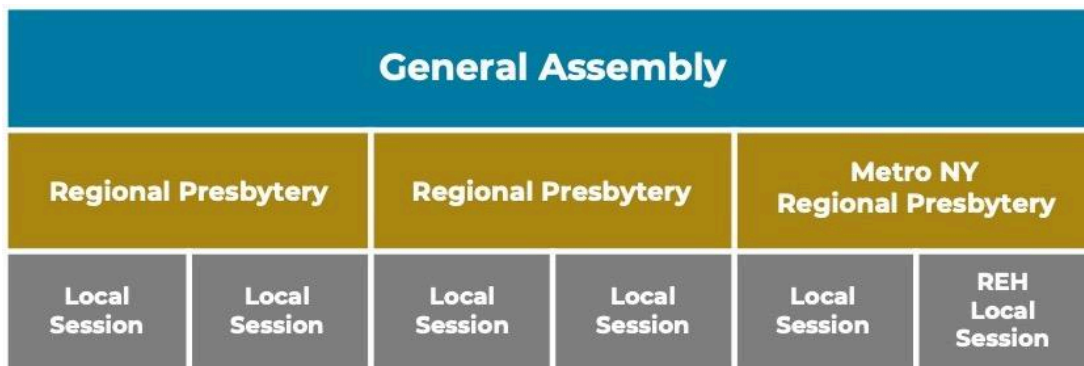 General Assembly
Regional Presbytery
Regional Presbytery
Metro NY
Regional Presbytery
Local
Session
Local
Session
Local
Session
Local
Session
Local
Session
REH
Local
Session